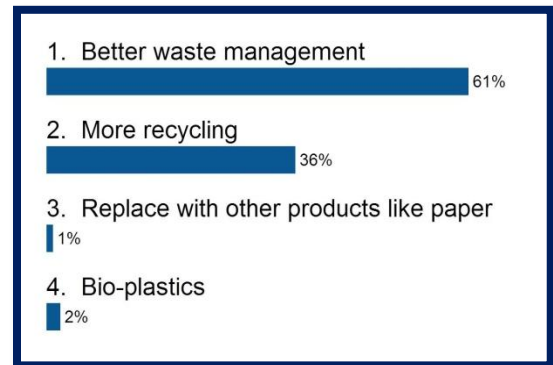 1. Better waste management
61%
2. More recycling
36%
3. Replace with other products like paper
1%
4. Bio-plastics
2%